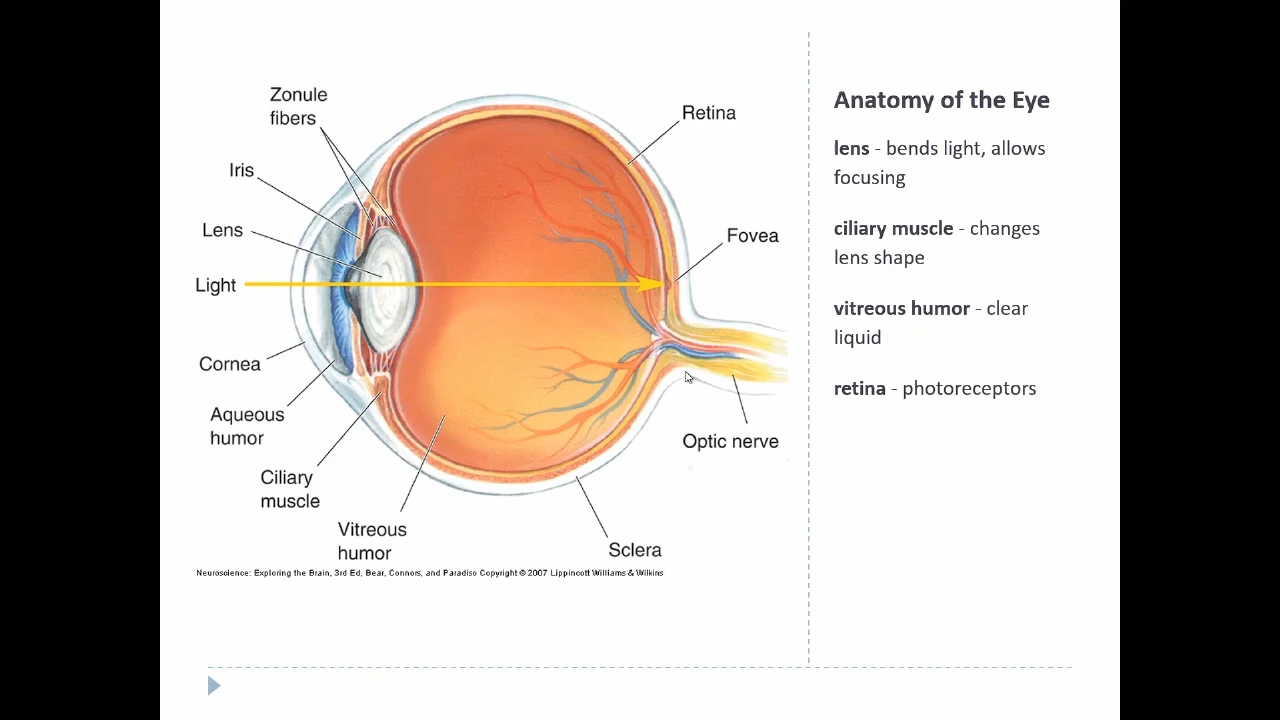 Zonule
fibers
Iris
Lens
Light
Cornea
Aqueous
humor
Ciliary
muscle
Vitreous
humor
Retina
Fovea
Optic nerve
Sclera
Neuroscience: Exploring the Brain, 3rd Ed, Bear, Connors, and Paradiso Copyright © 2007 Lippincott Williams & Wilkins
Anatomy of the Eye
lens - bends light, allows
focusing
ciliary muscle - changes
lens shape
vitreous humor - clear
liquid
retina - photoreceptors